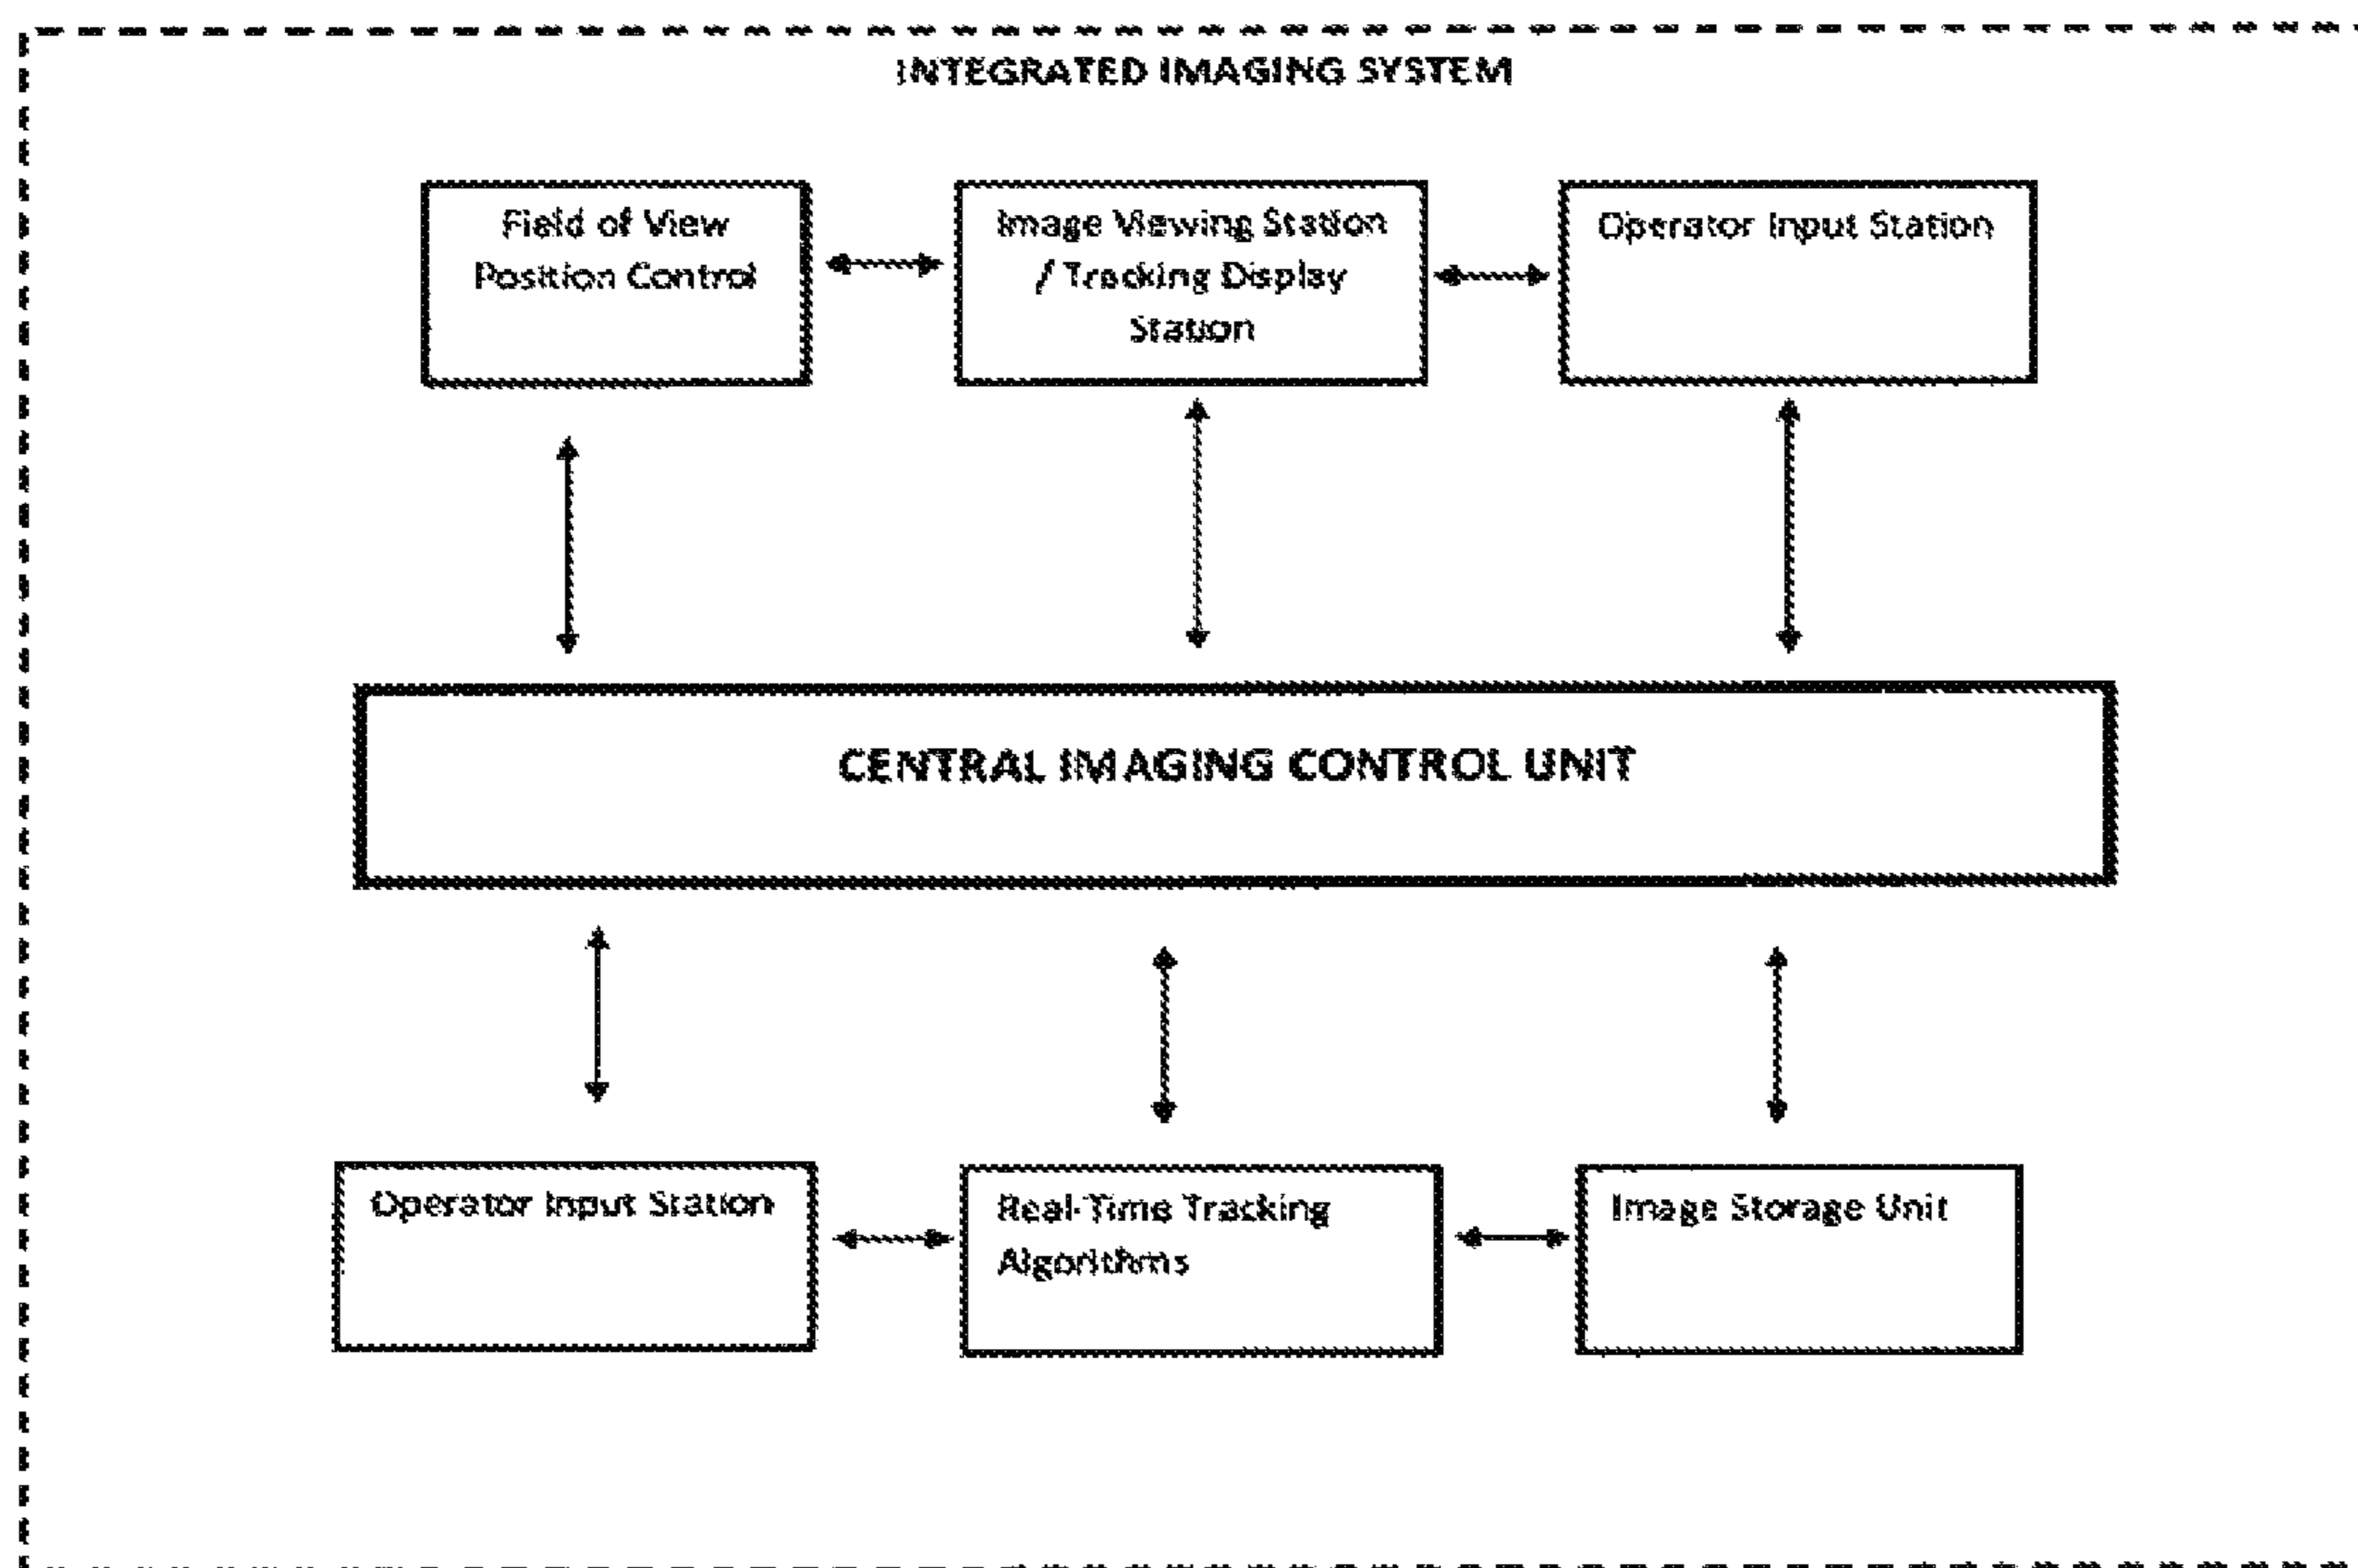 INTEGRATED IMAGING SYSTEM
Field of View
Position Control
Image Viewing Station
/ Tracking Display
Station
Operator Input Station
CENTRAL IMAGING CONTROL UNIT
Operator Input Station
Real-Time Tracking
Algorithms
Image Storage Unit